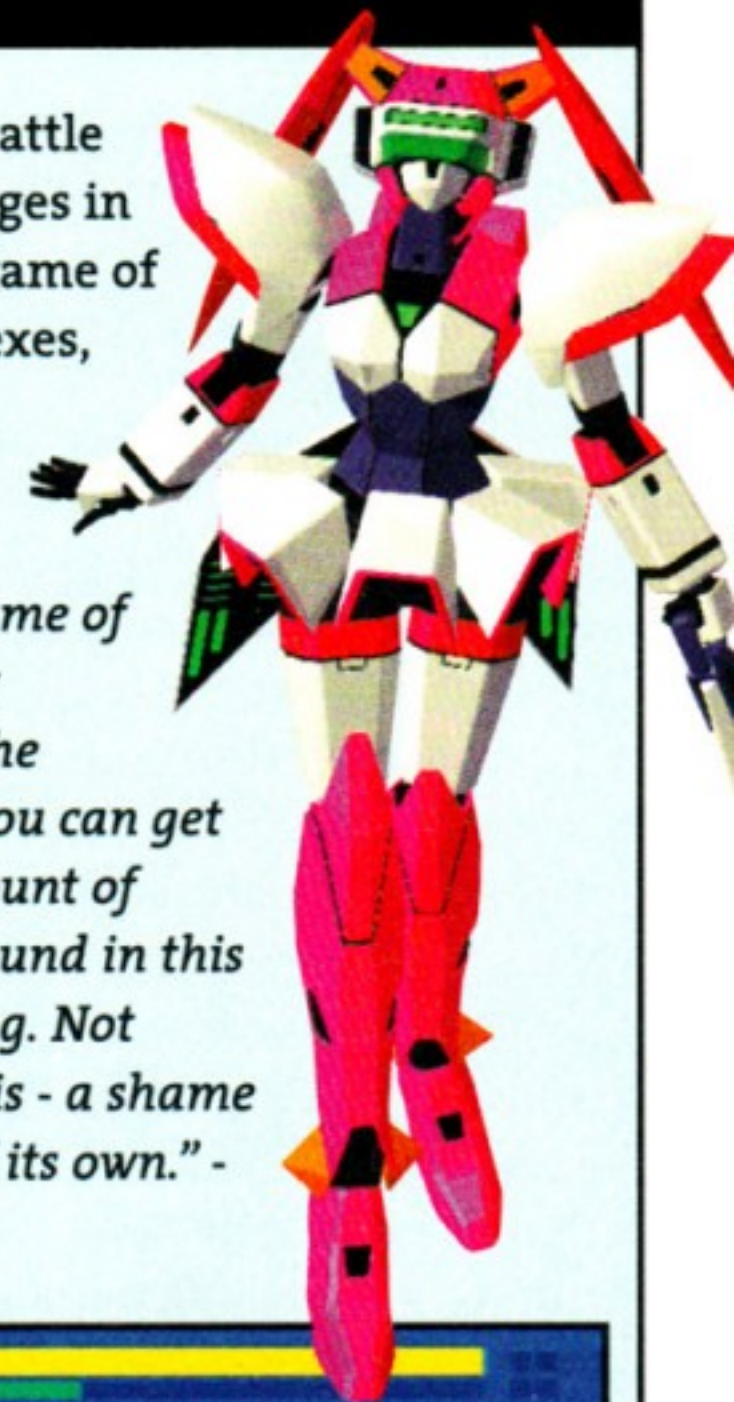 attle
ges in
ame of
exes,
me of
he
ou can get
unt of
und in this
g. Not
is - a shame
its own.” -